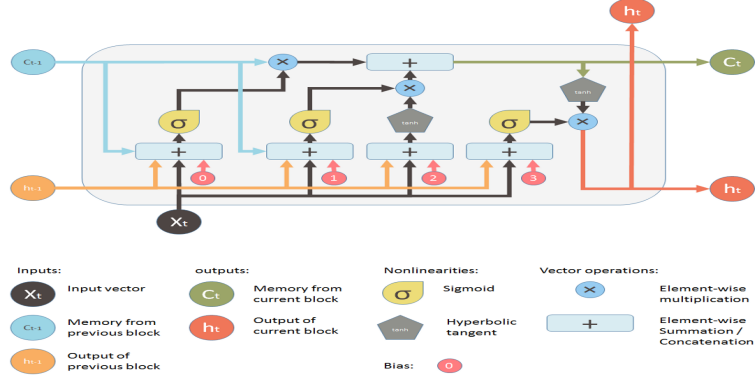 ht
Ct-1
×
+
Ct
tanh
σ
σ
×
tanh
σ
×
+
+
+
+
ht-1
0
1
2
3
ht
Xt
Inputs:
outputs:
Nonlinearities:
Vector operations:
Xt
Input vector
Ct
Memory from
current block
σ
Sigmoid
×
Element-wise
multiplication
Ct-1
Memory from
previous block
ht
Output of
current block
tanh
Hyperbolic
tangent
+
Element-wise
Summation /
Concatenation
ht-1
Output of
previous block
Bias:
0